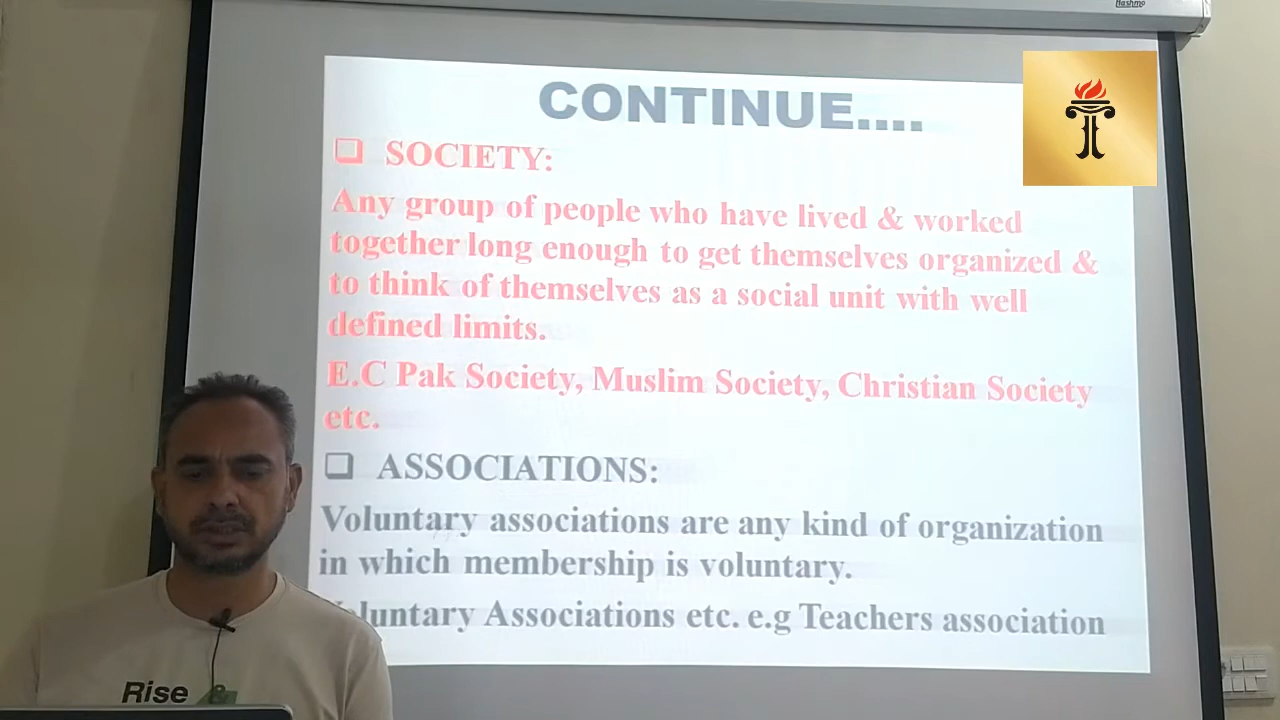 Hashmo
CONTINUE....
❑ SOCIETY:
Any group of people who have lived & worked
together long enough to get themselves organized &
to think of themselves as a social unit with well
defined limits.
E.C Pak Society, Muslim Society, Christian Society
etc.
❑ ASSOCIATIONS:
Voluntary associations are any kind of organization
in which membership is voluntary.
luntary Associations etc. e.g Teachers association
Rise &